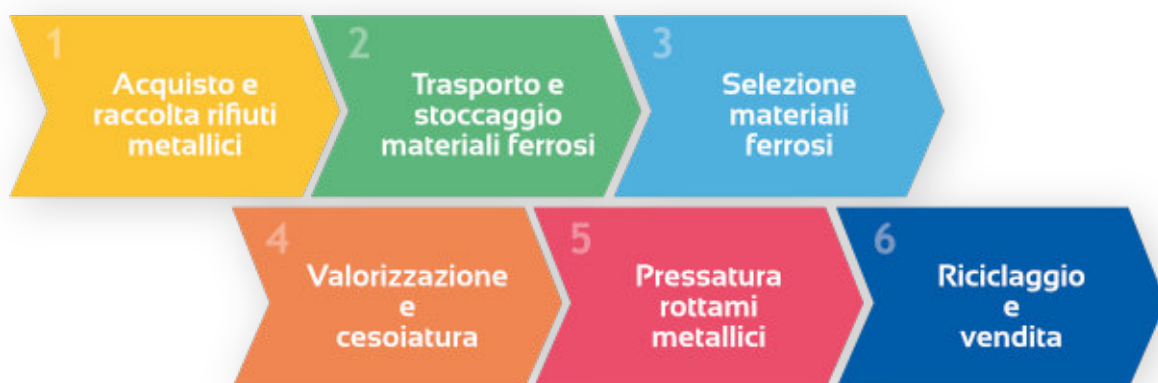 1
Acquisto e
raccolta rifiuti
metallici
2
Trasporto e
stoccaggio
materiali ferrosi
3
Selezione
materiali
ferrosi
4
Valorizzazione
e
cesoiatura
5
Pressatura
rottami
metallici
6
Riciclaggio
e
vendita